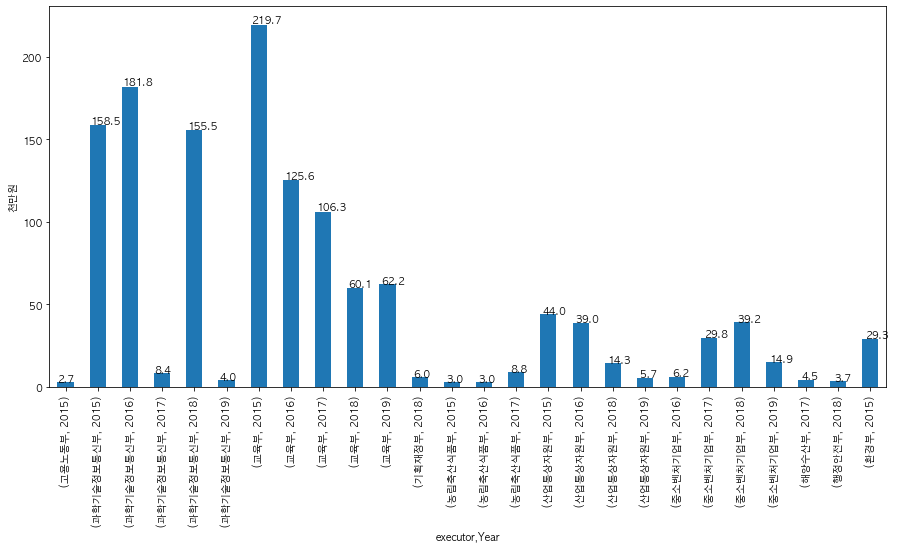 천만원
200
150
100
50
0
2.7
158.5
181.8
8.4
155.5
4.0
219.7
125.6
106.3
60.1
62.2
6.0
3.0
3.0
8.8
44.0
39.0
14.3
5.7
6.2
29.8
39.2
14.9
4.5
3.7
29.3
(고용노동부, 2015)
(과학기술정보통신부, 2015)
(과학기술정보통신부, 2016)
(과학기술정보통신부, 2017)
(과학기술정보통신부, 2018)
(과학기술정보통신부, 2019)
(교육부, 2015)
(교육부, 2016)
(교육부, 2017)
(교육부, 2018)
(교육부, 2019)
(기획재정부, 2018)
(농림축산식품부, 2015)
(농림축산식품부, 2016)
(농림축산식품부, 2017)
(산업통상자원부, 2015)
(산업통상자원부, 2016)
(산업통상자원부, 2018)
(산업통상자원부, 2019)
(중소벤처기업부, 2016)
(중소벤처기업부, 2017)
(중소벤처기업부, 2018)
(중소벤처기업부, 2019)
(해양수산부, 2017)
(행정안전부, 2018)
(환경부, 2015)
executor,Year